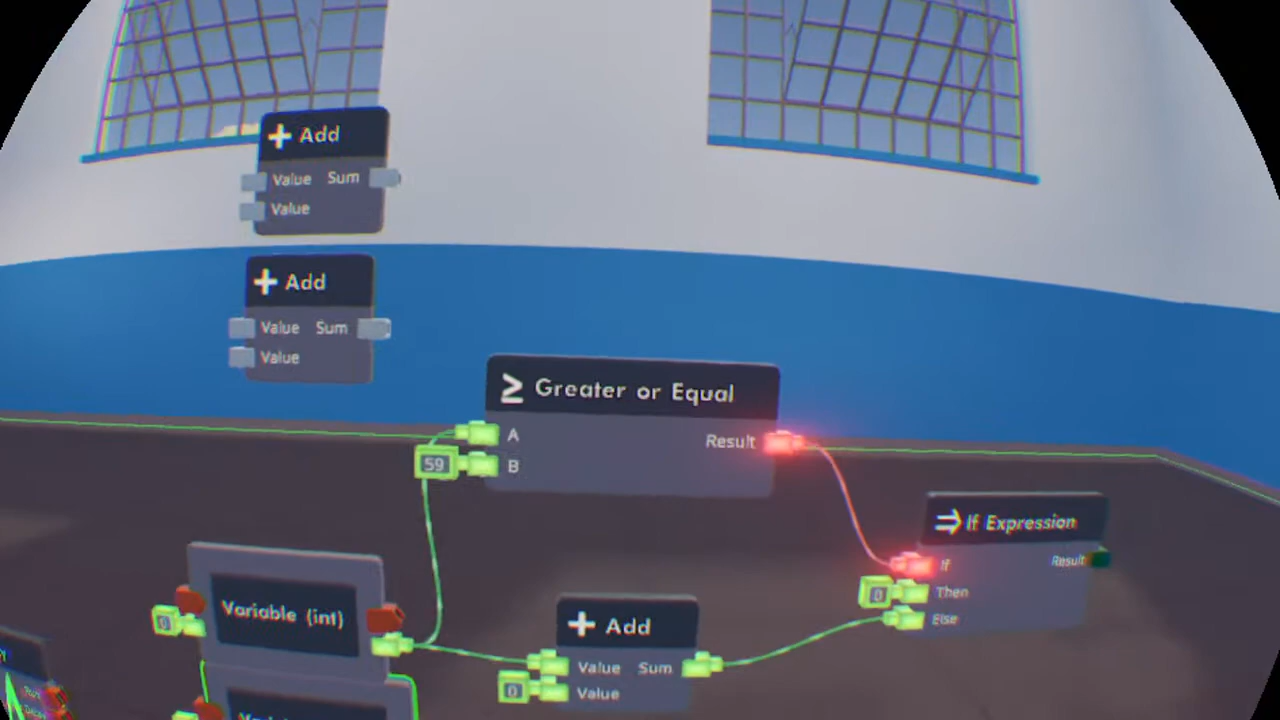 Add
Value Sum
Value
Add
Value Sum
Value
≥ Greater or Equal
A Result
59 B
If Expression
If Result
0 Then
Else
Variable (int)
0
Add
Value Sum
0 Value